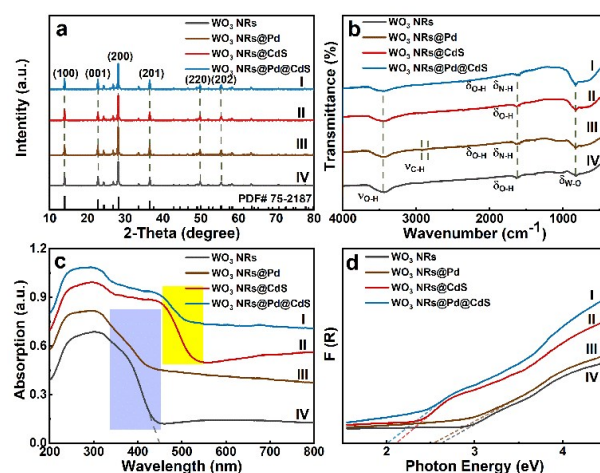 a
WO3 NRs
WO3 NRs@Pd
WO3 NRs@CdS
WO3 NRs@Pd@CdS
(100)
(001)
(200)
(201)
(220)
(202)
I
II
III
IV
PDF# 75-2187
Intentity (a.u.)
10 20 30 40 50 60 70 80
2-Theta (degree)
b
WO3 NRs
WO3 NRs@Pd
WO3 NRs@CdS
WO3 NRs@Pd@CdS
I
δO-H δN-H
II
δO-H
III
νC-H
δO-H δN-H
IV
νO-H
δO-H
δW-O
Transmittance (%)
4000 3000 2000 1000
Wavenumber (cm-1)
c
WO3 NRs
WO3 NRs@Pd
WO3 NRs@CdS
WO3 NRs@Pd@CdS
I
II
III
IV
Absorption (a.u.)
1.2
0.9
0.6
0.3
0.0
200 300 400 500 600 700 800
Wavelength (nm)
d
WO3 NRs
WO3 NRs@Pd
WO3 NRs@CdS
WO3 NRs@Pd@CdS
I
II
III
IV
F (R)
2 3 4
Photon Energy (eV)